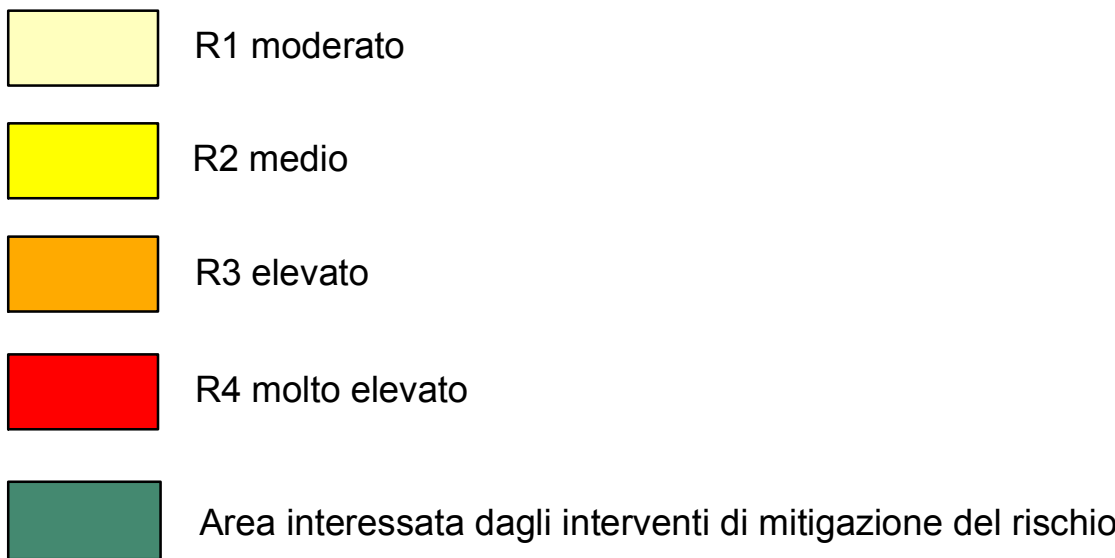 R1 moderato
R2 medio
R3 elevato
R4 molto elevato
Area interessata dagli interventi di mitigazione del rischio